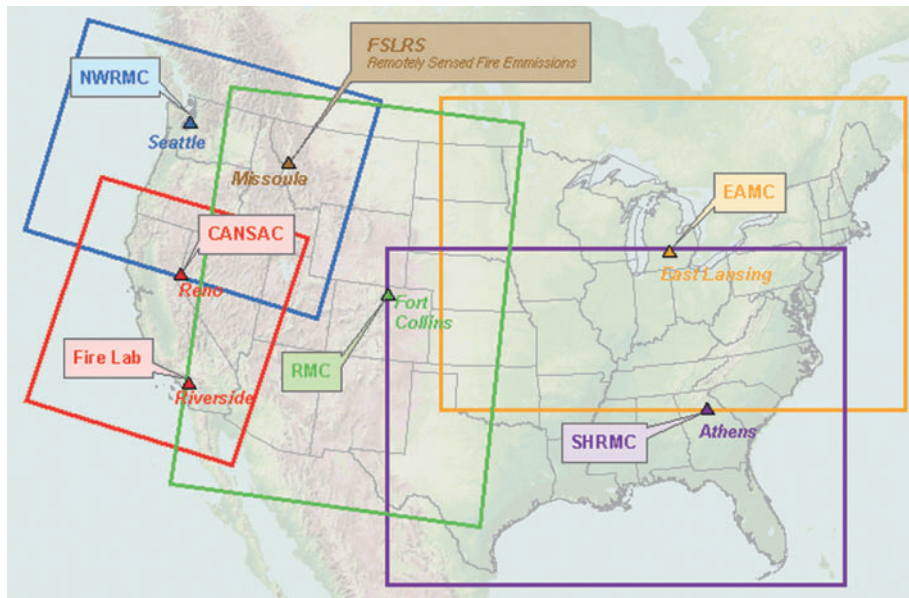 FSLRS
Remotely Sensed Fire Emmissions
NWRMC
Seattle
Missoula
EAMC
CANSAC
East Lansing
Reno
Fort
Collins
Fire Lab
RMC
Riverside
SHRMC
Athens